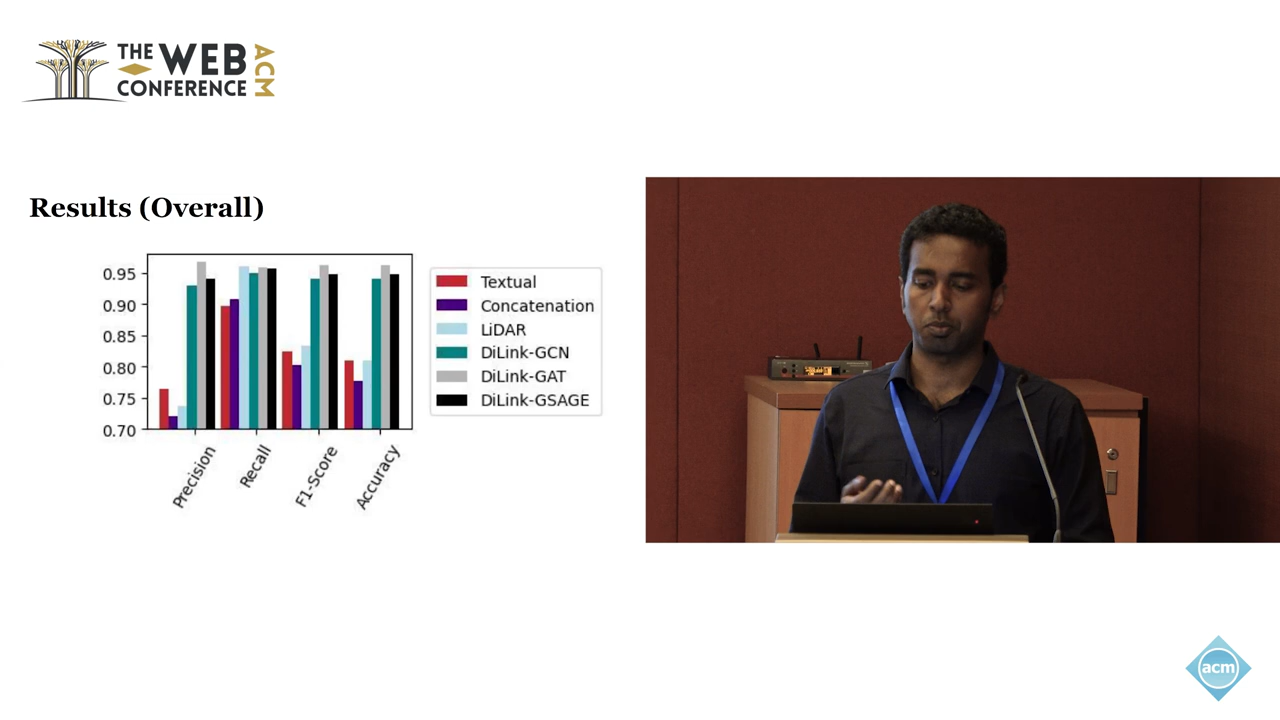 THE WEB
CONFERENCE
ACM
Results (Overall)
0.95
0.90
0.85
0.80
0.75
0.70
Precision
Recall
F1-Score
Accuracy
Textual
Concatenation
LiDAR
DiLink-GCN
DiLink-GAT
DiLink-GSAGE
acm